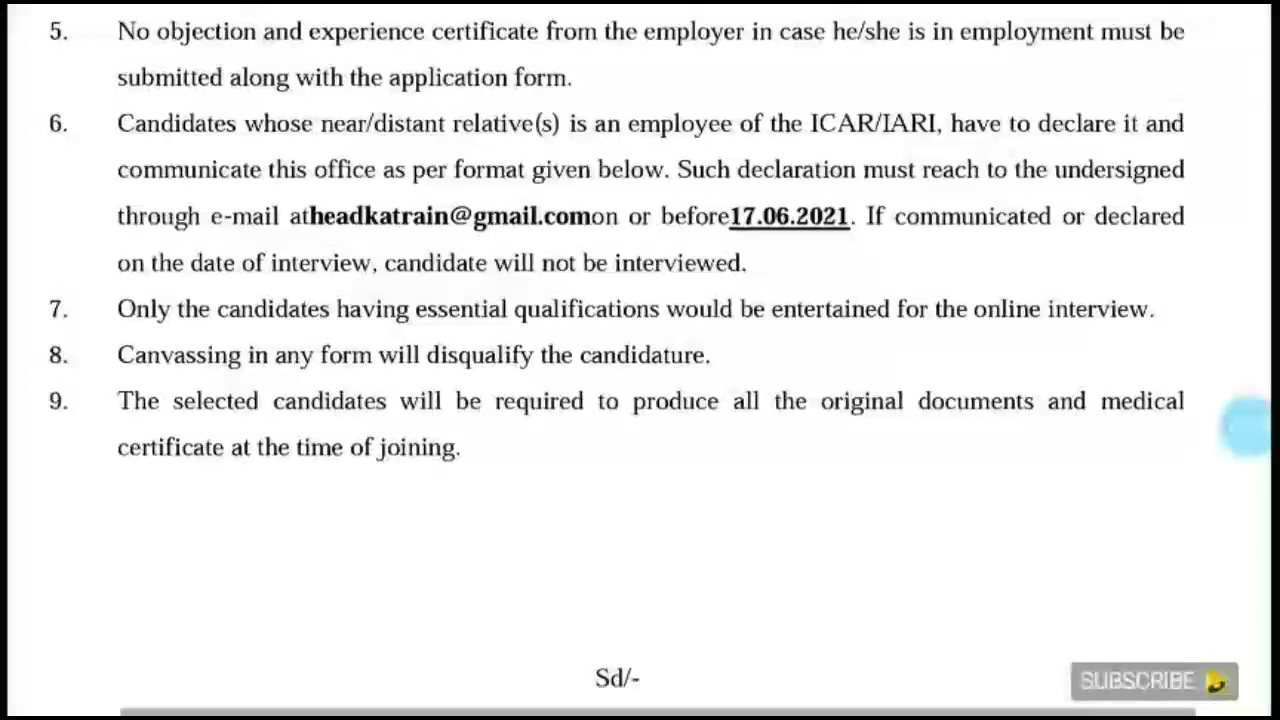 5. No objection and experience certificate from the employer in case he/she is in employment must be
submitted along with the application form.
6. Candidates whose near/distant relative(s) is an employee of the ICAR/IARI, have to declare it and
communicate this office as per format given below. Such declaration must reach to the undersigned
through e-mail atheadkatrain@gmail.comon or before17.06.2021. If communicated or declared
on the date of interview, candidate will not be interviewed.
7. Only the candidates having essential qualifications would be entertained for the online interview.
8. Canvassing in any form will disqualify the candidature.
9. The selected candidates will be required to produce all the original documents and medical
certificate at the time of joining.
Sd/-
SUBSCRIBE